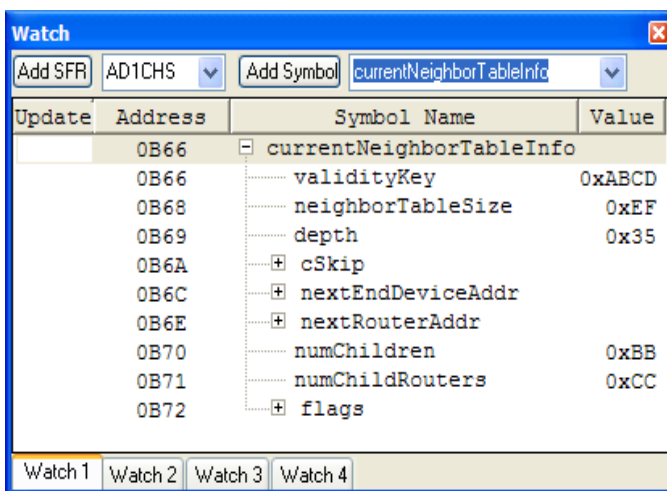 Watch
Add SFR AD1CHS Add Symbol currentNeighborTableInfo
Update Address Symbol Name Value
0B66 currentNeighborTableInfo
0B66 validityKey 0xABCD
0B68 neighborTableSize 0xEF
0B69 depth 0x35
0B6A cSkip
0B6C nextEndDeviceAddr
0B6E nextRouterAddr
0B70 numChildren 0xBB
0B71 numChildRouters 0xCC
0B72 flags
Watch 1 Watch 2 Watch 3 Watch 4